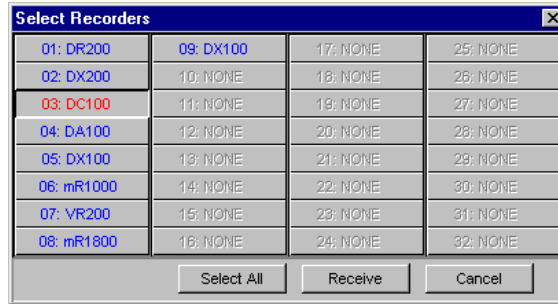 Select Recorders
01: DR200 09: DX100 17: NONE 25: NONE
02: DX200 10: NONE 18: NONE 26: NONE
03: DC100 11: NONE 19: NONE 27: NONE
04: DA100 12: NONE 20: NONE 28: NONE
05: DX100 13: NONE 21: NONE 29: NONE
06: mR1000 14: NONE 22: NONE 30: NONE
07: VR200 15: NONE 23: NONE 31: NONE
08: mR1800 16: NONE 24: NONE 32: NONE
Select All Receive Cancel